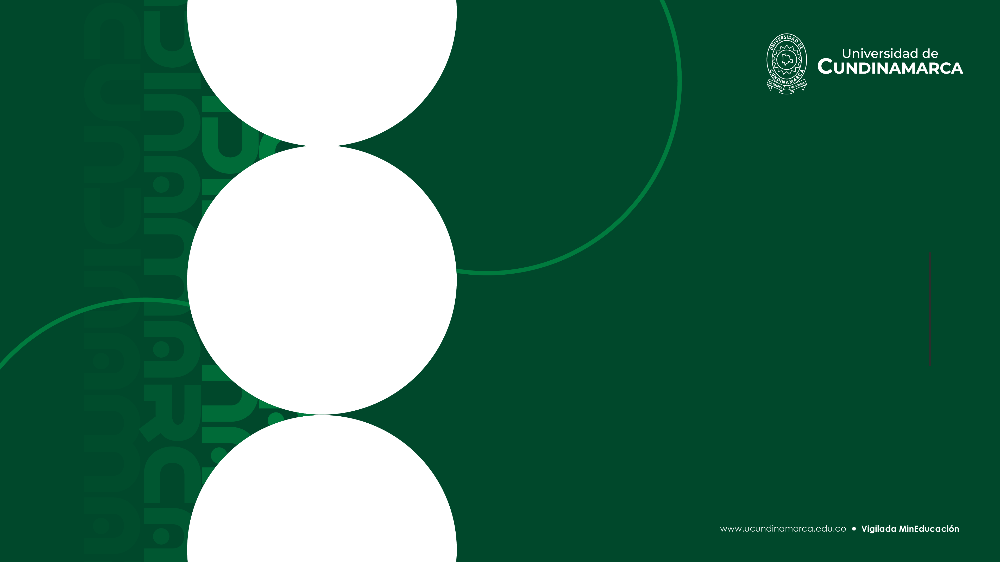 UNIVERSIDAD DE
CUNDINAMARCA
EX UMBRA IN SOLEM
Universidad de
CUNDINAMARCA
www.ucundinamarca.edu.co • Vigilada MinEducación